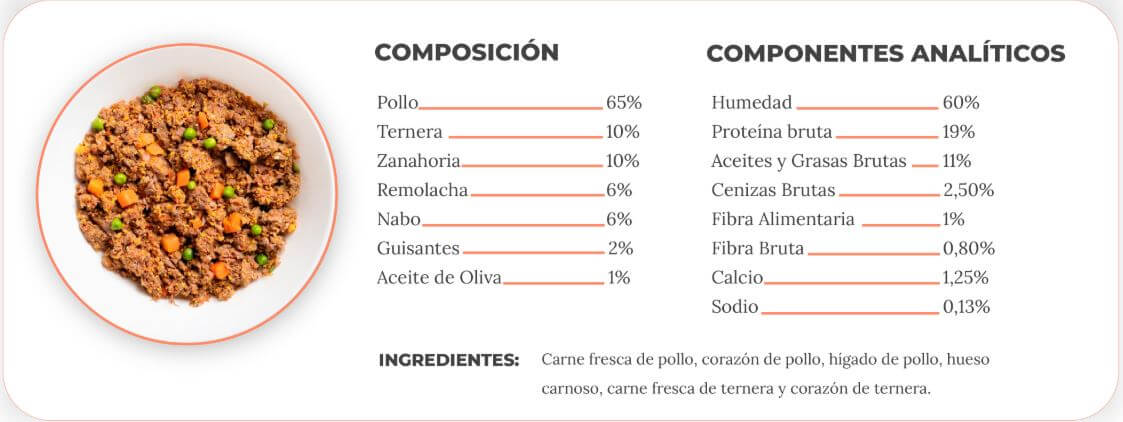 COMPOSICIÓN
Pollo 65%
Ternera 10%
Zanahoria 10%
Remolacha 6%
Nabo 6%
Guisantes 2%
Aceite de Oliva 1%
COMPONENTES ANALÍTICOS
Humedad 60%
Proteína bruta 19%
Aceites y Grasas Brutas 11%
Cenizas Brutas 2,50%
Fibra Alimentaria 1%
Fibra Bruta 0,80%
Calcio 1,25%
Sodio 0,13%
INGREDIENTES: Carne fresca de pollo, corazón de pollo, hígado de pollo, hueso
carnoso, carne fresca de ternera y corazón de ternera.